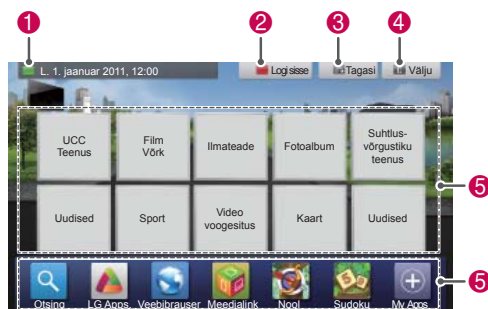 1
2
3
4
L. 1. jaanuar 2011, 12:00
Logi sisse
Tagasi
Välju
UCC
Teenus
Film
Võrk
Ilmateade
Fotoalbum
Suhtlus-
võrgustiku
teenus
5
Uudised
Sport
Video
voogesitus
Kaart
Uudised
Otsing
LG Apps.
Veebibrauser
Meedialink
Nool
Sudoku
My Apps
5